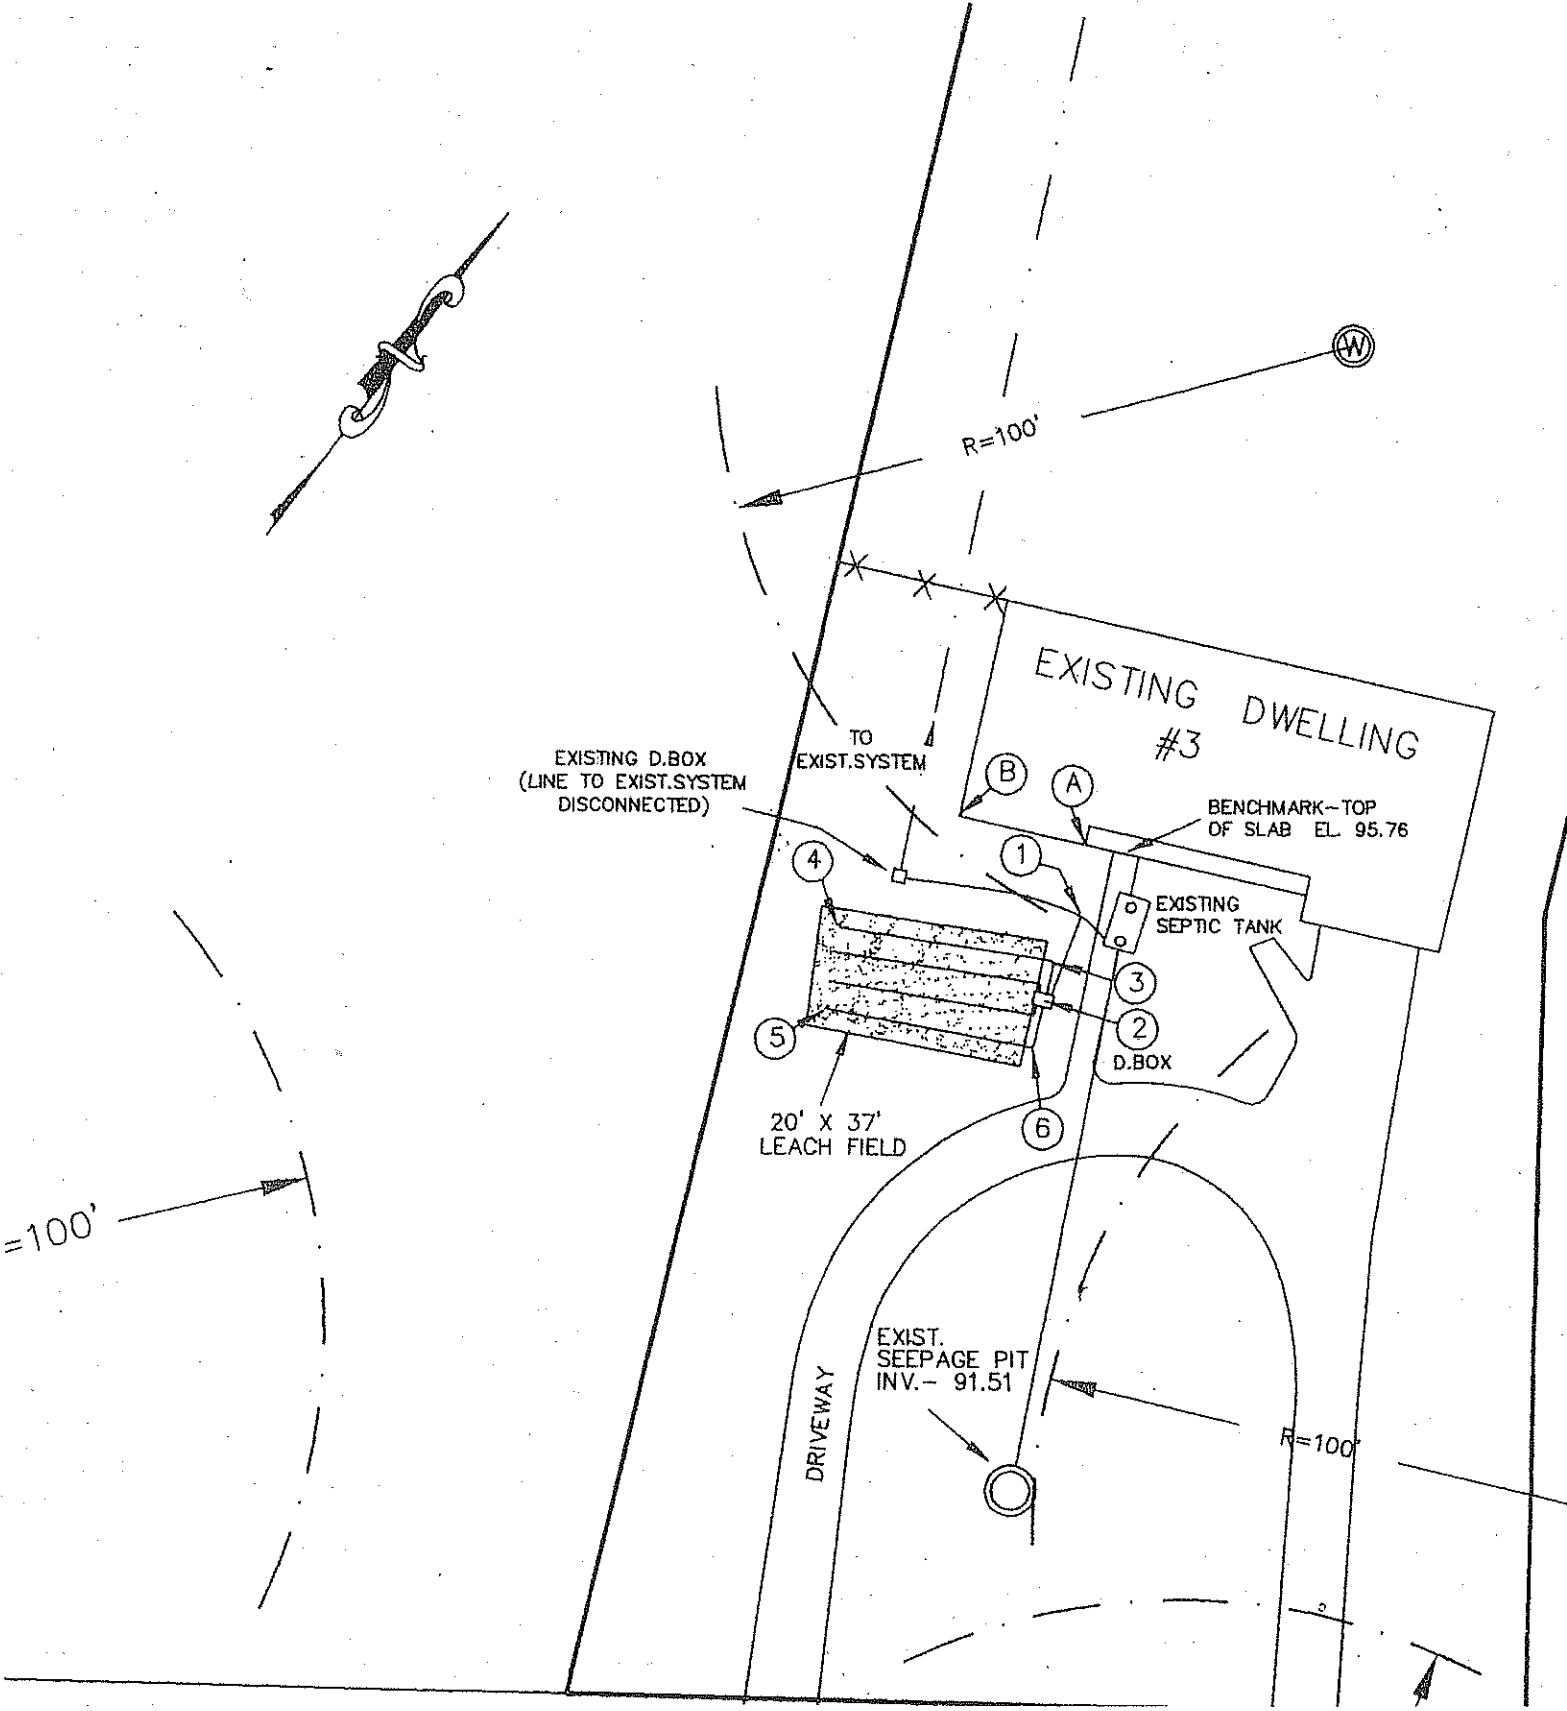 W
R=100'
EXISTING DWELLING
#3
TO
EXIST.SYSTEM
EXISTING D.BOX
(LINE TO EXIST.SYSTEM
DISCONNECTED)
B
A
BENCHMARK-TOP
OF SLAB EL. 95.76
1
4
EXISTING
SEPTIC TANK
3
2
D.BOX
5
20' X 37'
LEACH FIELD
6
=100'
EXIST.
SEEPAGE PIT
INV.- 91.51
DRIVEWAY
R=100'